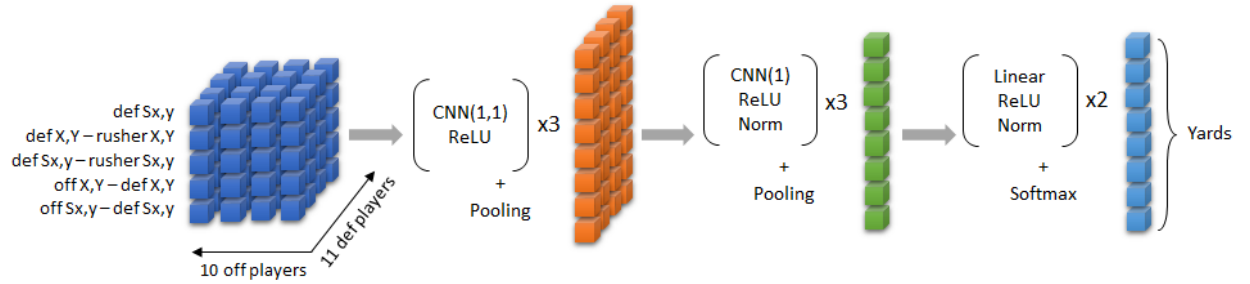 def Sx,y
def X,Y – rusher X,Y
def Sx,y – rusher Sx,y
off X,Y – def X,Y
off Sx,y – def Sx,y
10 off players
11 def players
CNN(1,1)
ReLU
x3
+
Pooling
CNN(1)
ReLU
Norm
x3
+
Pooling
Linear
ReLU
Norm
x2
+
Softmax
Yards